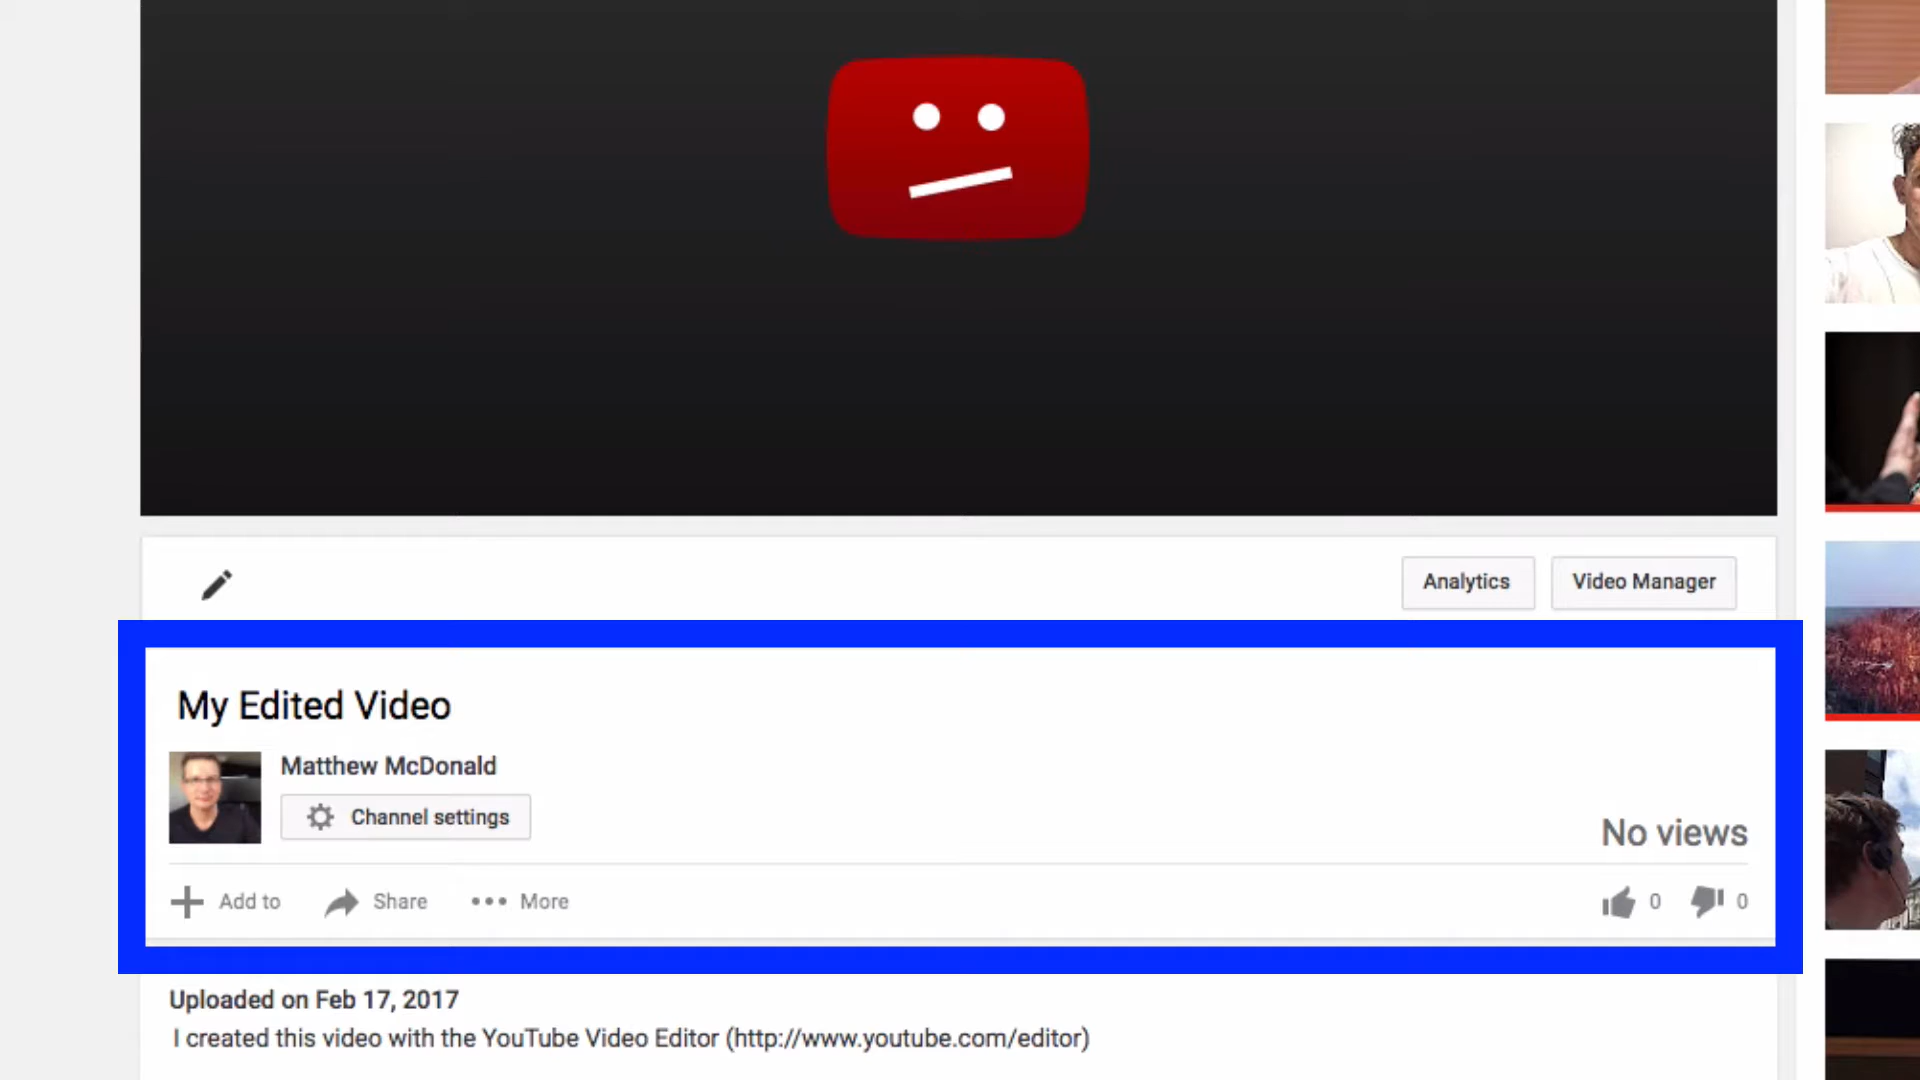 Analytics
Video Manager
My Edited Video
Matthew McDonald
Channel settings
No views
Add to
Share
More
0
0
Uploaded on Feb 17, 2017
I created this video with the YouTube Video Editor (http://www.youtube.com/editor)